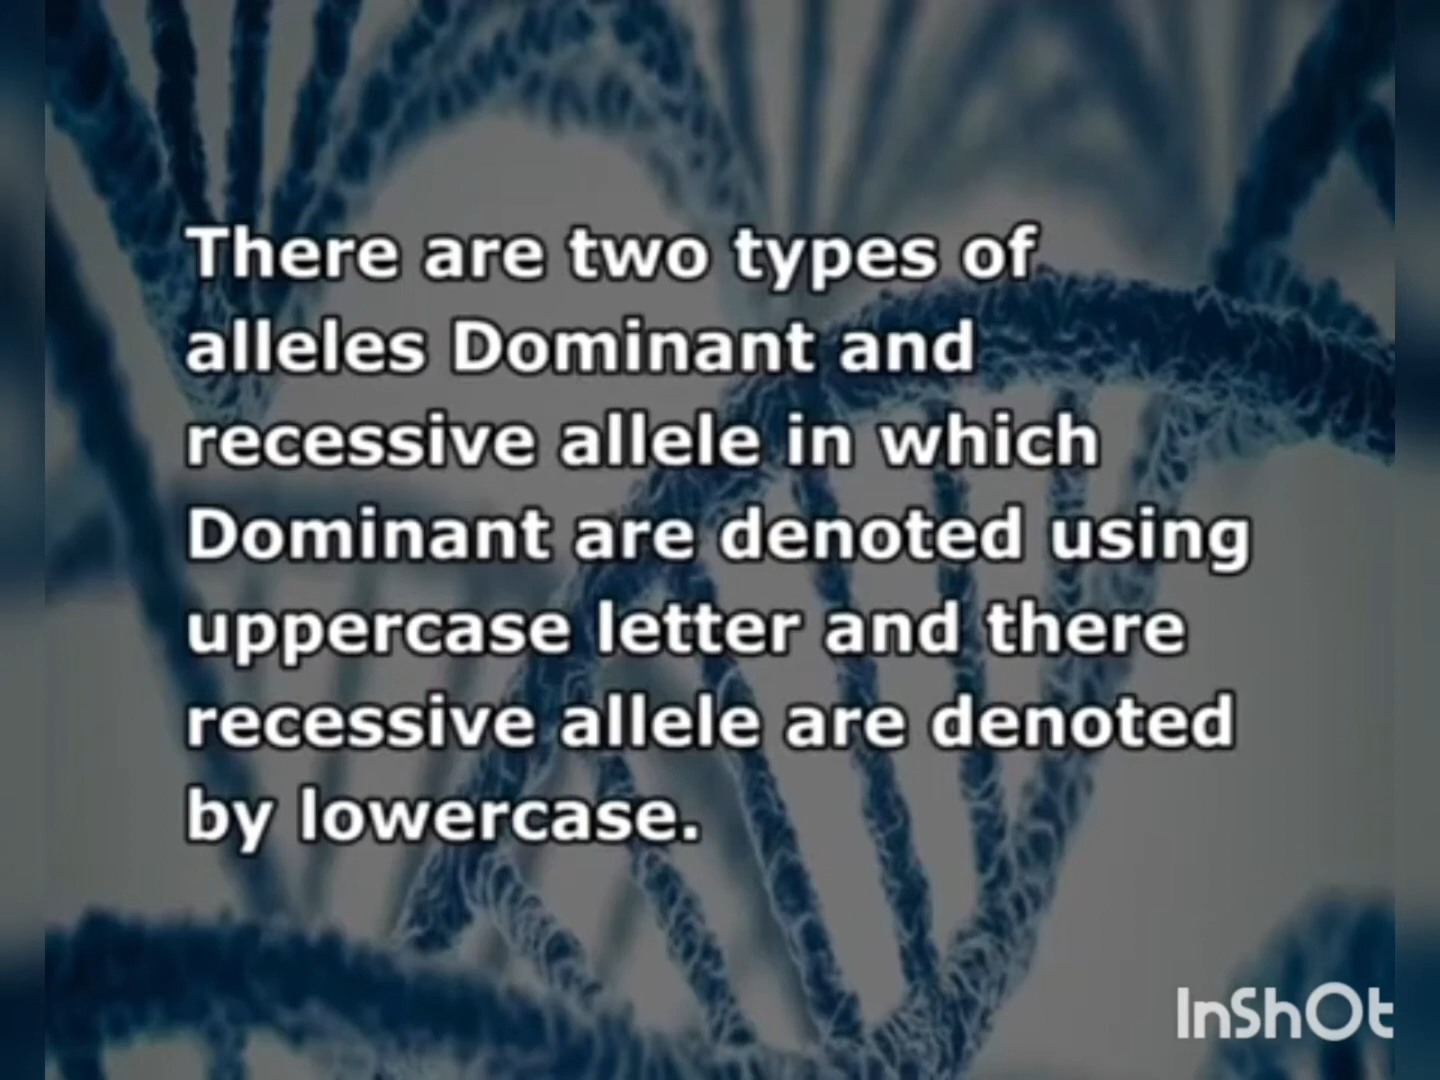 There are two types of
alleles Dominant and
recessive allele in which
Dominant are denoted using
uppercase letter and there
recessive allele are denoted
by lowercase.
InShOt